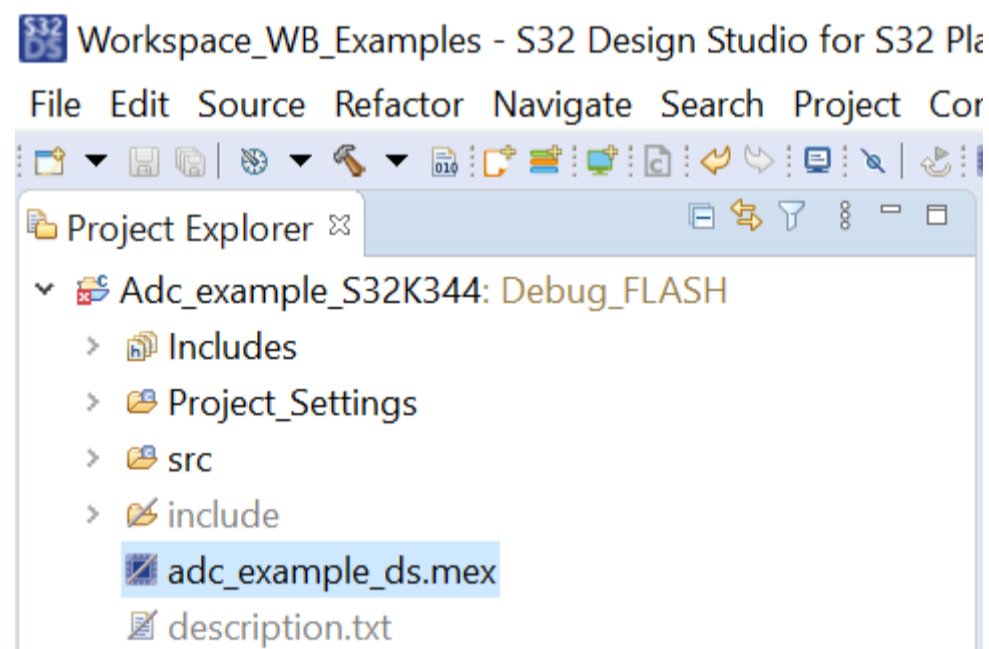 S32 DS Workspace_WB_Examples - S32 Design Studio for S32 Pla
File Edit Source Refactor Navigate Search Project Cor
010
Project Explorer
Adc_example_S32K344: Debug_FLASH
Includes
Project_Settings
src
include
adc_example_ds.mex
description.txt